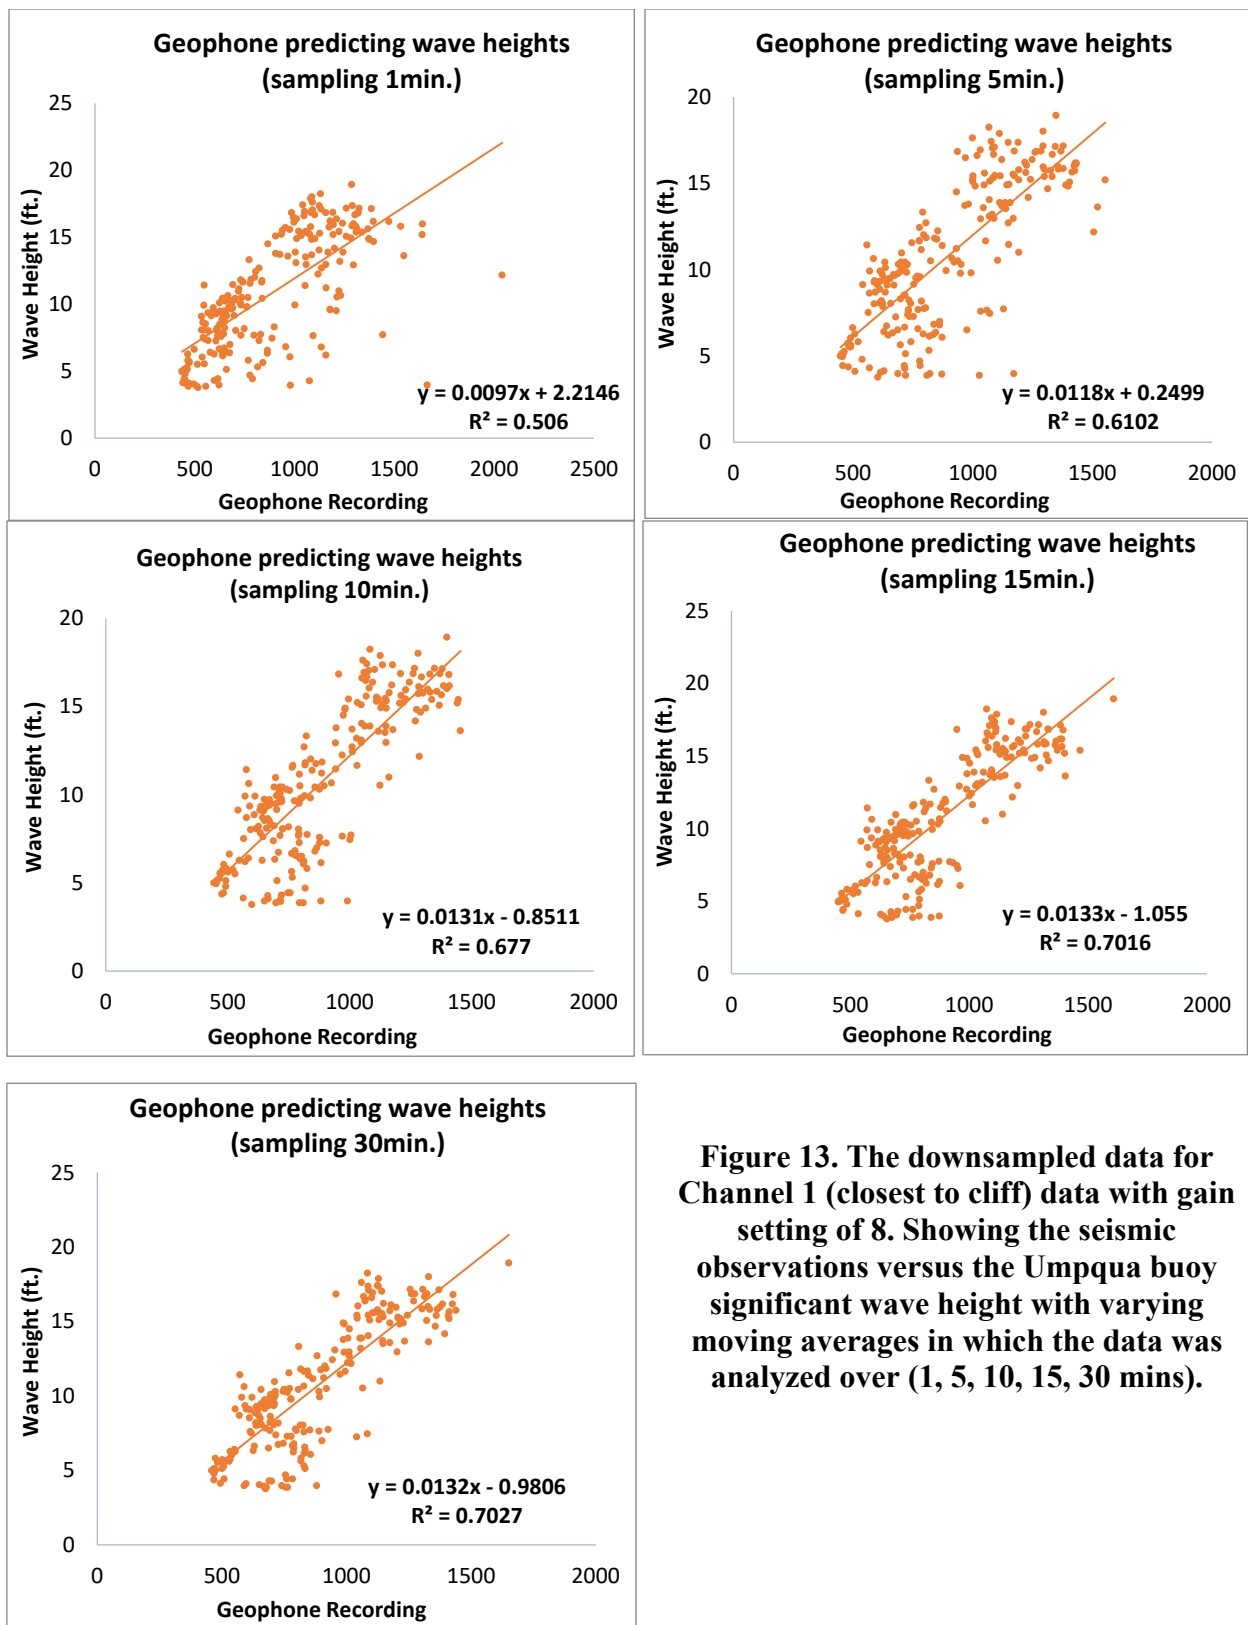 Geophone predicting wave heights
(sampling 1min.)
25
20
15
10
5
0
Wave Height (ft.)
y = 0.0097x + 2.2146
R² = 0.506
0 500 1000 1500 2000 2500
Geophone Recording
Geophone predicting wave heights
(sampling 5min.)
20
15
10
5
0
Wave Height (ft.)
y = 0.0118x + 0.2499
R² = 0.6102
0 500 1000 1500 2000
Geophone Recording
Geophone predicting wave heights
(sampling 10min.)
20
15
10
5
0
Wave Height (ft.)
y = 0.0131x - 0.8511
R² = 0.677
0 500 1000 1500 2000
Geophone Recording
Geophone predicting wave heights
(sampling 15min.)
25
20
15
10
5
0
Wave Height (ft.)
y = 0.0133x - 1.055
R² = 0.7016
0 500 1000 1500 2000
Geophone Recording
Geophone predicting wave heights
(sampling 30min.)
25
20
15
10
5
0
Wave Height (ft.)
y = 0.0132x - 0.9806
R² = 0.7027
0 500 1000 1500 2000
Geophone Recording
Figure 13. The downsampled data for
Channel 1 (closest to cliff) data with gain
setting of 8. Showing the seismic
observations versus the Umpqua buoy
significant wave height with varying
moving averages in which the data was
analyzed over (1, 5, 10, 15, 30 mins).